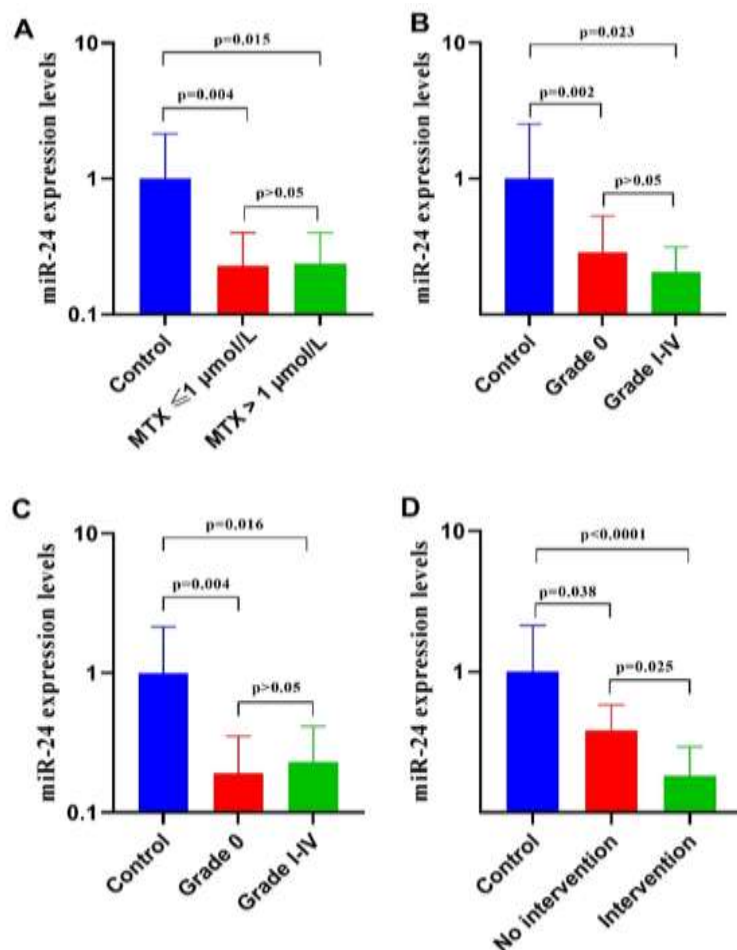 A
miR-24 expression levels
10
1
0.1
p=0.015
p=0.004
p>0.05
Control
MTX ≤1 µmol/L
MTX > 1 µmol/L
B
miR-24 expression levels
10
1
0.1
p=0.023
p=0.002
p>0.05
Control
Grade 0
Grade I-IV
C
miR-24 expression levels
10
1
0.1
p=0.016
p=0.004
p>0.05
Control
Grade 0
Grade I-IV
D
miR-24 expression levels
10
1
p<0.0001
p=0.038
p=0.025
Control
No intervention
Intervention